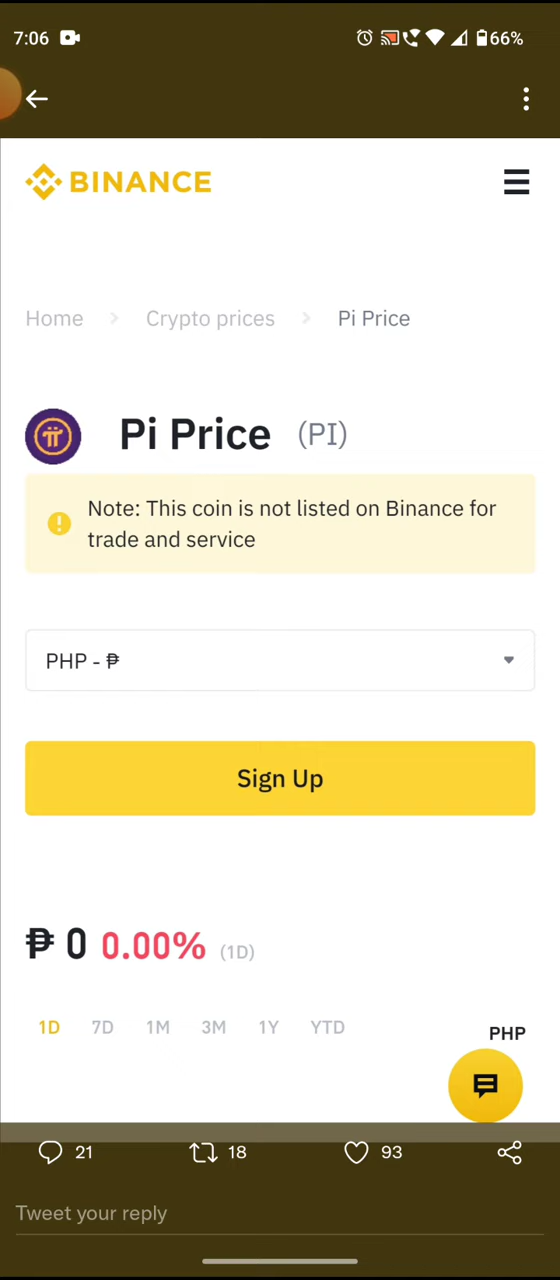 7:06
66%
BINANCE
Home > Crypto prices > Pi Price
Pi Price (PI)
Note: This coin is not listed on Binance for
trade and service
PHP - ₱
Sign Up
₱ 0 0.00% (1D)
1D 7D 1M 3M 1Y YTD
PHP
21 18 93
Tweet your reply